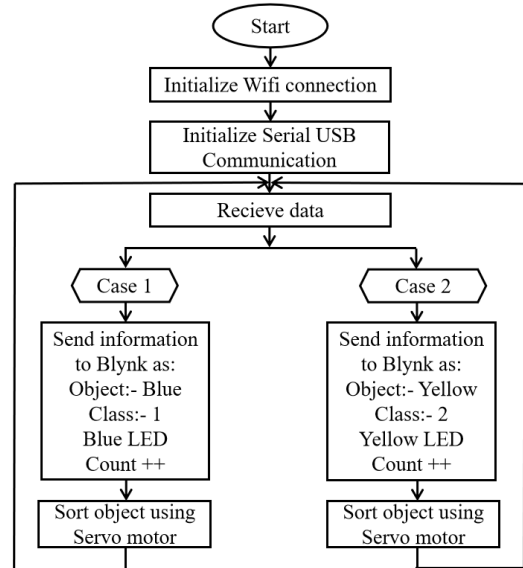 Start
Initialize Wifi connection
Initialize Serial USB
Communication
Recieve data
Case 1
Case 2
Send information
to Blynk as:
Object:- Blue
Class:- 1
Blue LED
Count ++
Send information
to Blynk as:
Object:- Yellow
Class:- 2
Yellow LED
Count ++
Sort object using
Servo motor
Sort object using
Servo motor